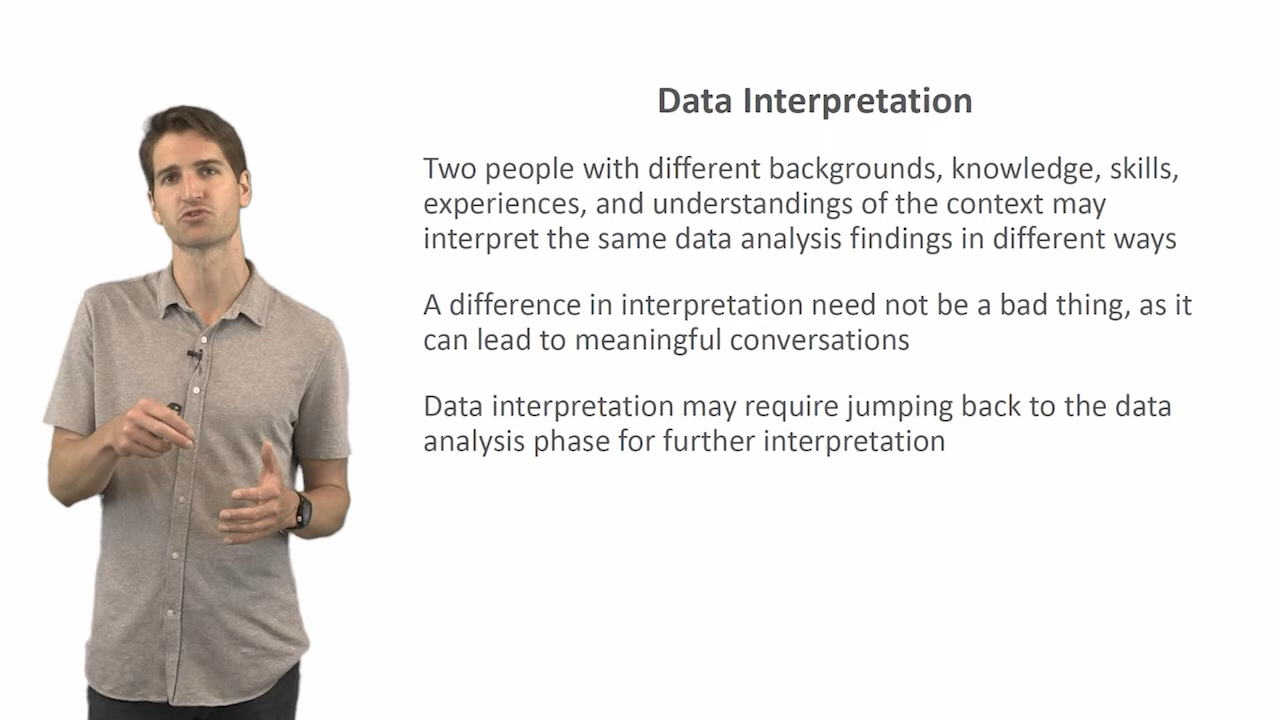 Data Interpretation
Two people with different backgrounds, knowledge, skills,
experiences, and understandings of the context may
interpret the same data analysis findings in different ways
A difference in interpretation need not be a bad thing, as it
can lead to meaningful conversations
Data interpretation may require jumping back to the data
analysis phase for further interpretation